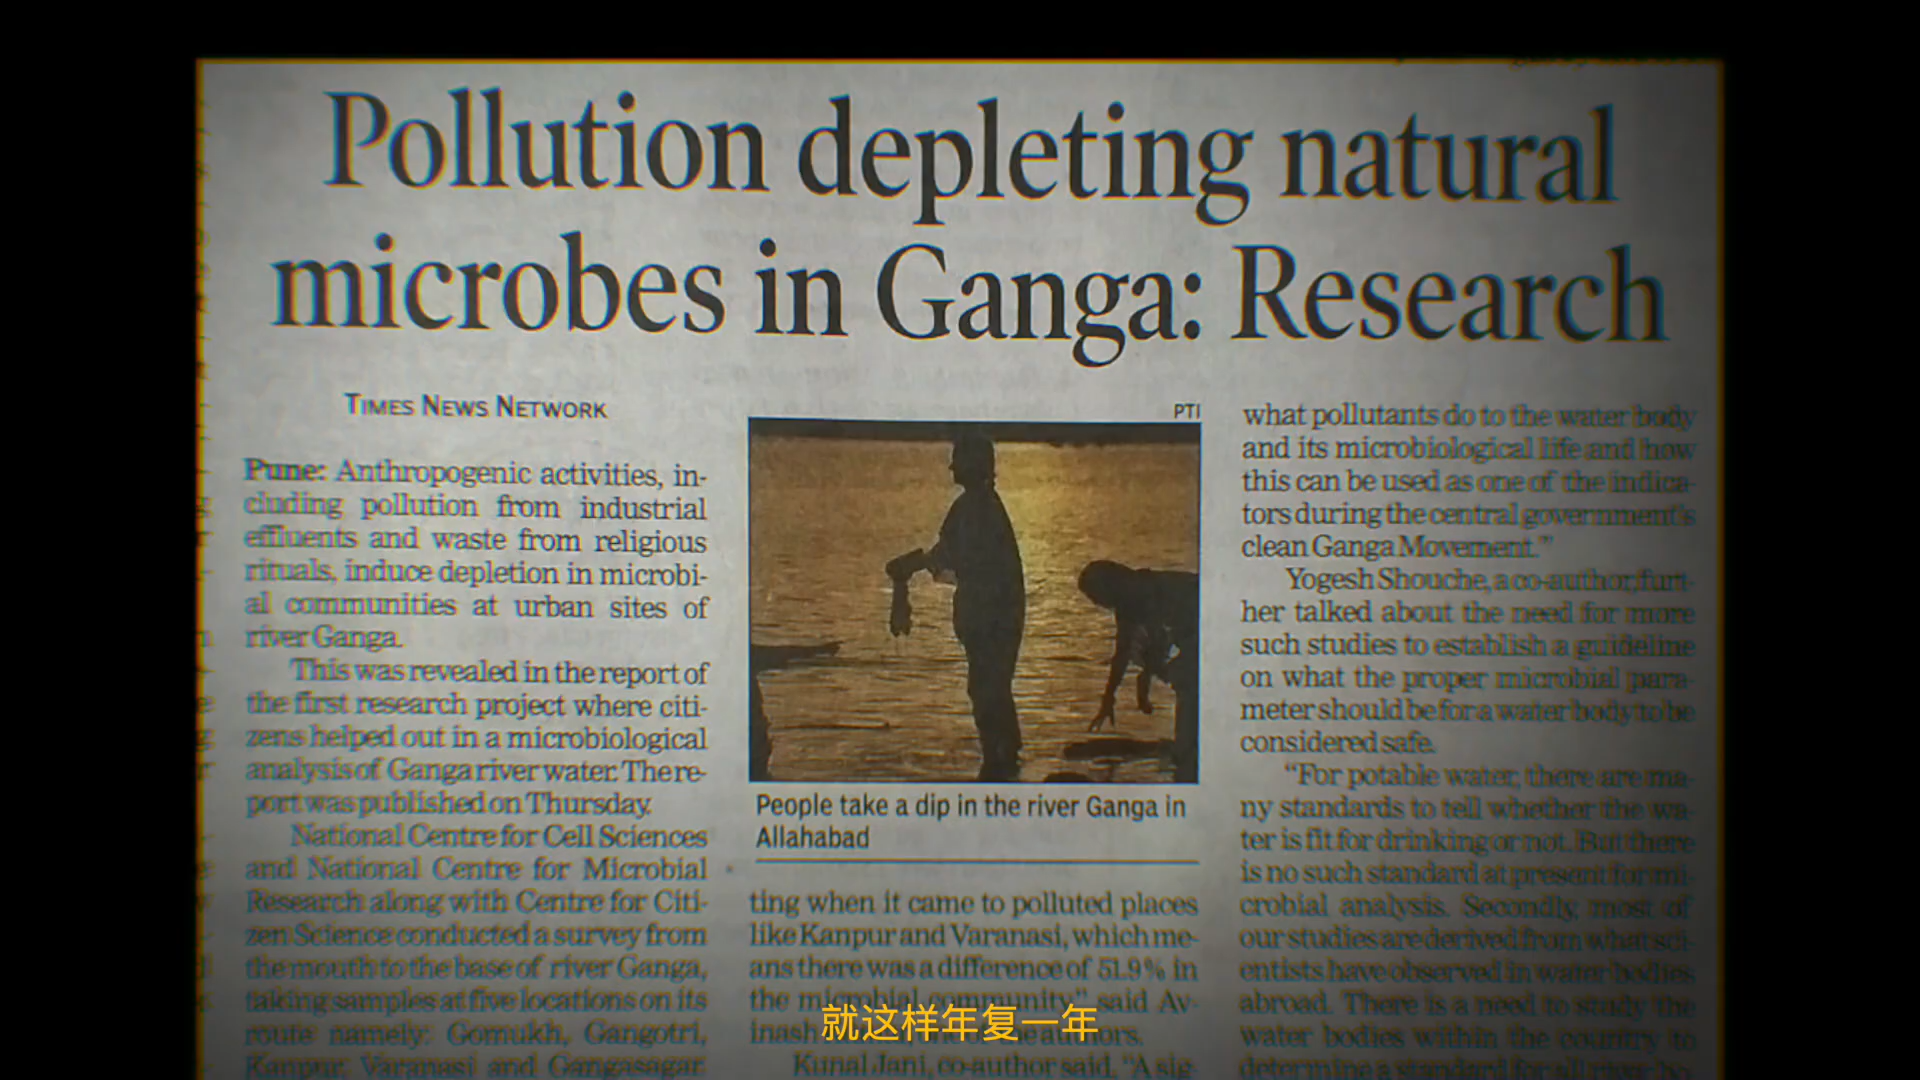 Pollution depleting natural
microbes in Ganga: Research
TIMES NEWS NETWORK
Pune: Anthropogenic activities, in-
cluding pollution from industrial
effluents and waste from religious
rituals, induce depletion in microbi-
al communities at urban sites of
river Ganga.
This was revealed in the report of
the first research project where citi-
zens helped out in a microbiological
analysis of Ganga river water. The re-
port was published on Thursday.
National Centre for Cell Sciences
and National Centre for Microbial
Research along with Centre for Citi-
zen Science conducted a survey from
the mouth to the base of river Ganga,
taking samples at five locations on its
route namely: Gomukh, Gangotri,
Kanpur, Varanasi and Gangasagar.
PTI
People take a dip in the river Ganga in
Allahabad
ting when it came to polluted places
like Kanpur and Varanasi, which me-
ans there was a difference of 51.9% in
the microbial community" said Av-
inash the authors.
Kunal Jani, co-author said, "A sig-
what pollutants do to the water body
and its microbiological life and how
this can be used as one of the indica-
tors during the central government's
clean Ganga Movement."
Yogesh Shouche, a co-author, furt-
her talked about the need for more
such studies to establish a guideline
on what the proper microbial para-
meter should be for a water body to be
considered safe.
"For potable water, there are ma-
ny standards to tell whether the wa-
ter is fit for drinking or not. But there
is no such standard at present for mi-
crobial analysis. Secondly, most of
our studies are derived from what sci-
entists have observed in water bodies
abroad. There is a need to study the
water bodies within the country to
determine a standard for all river bo-
就这样年复一年